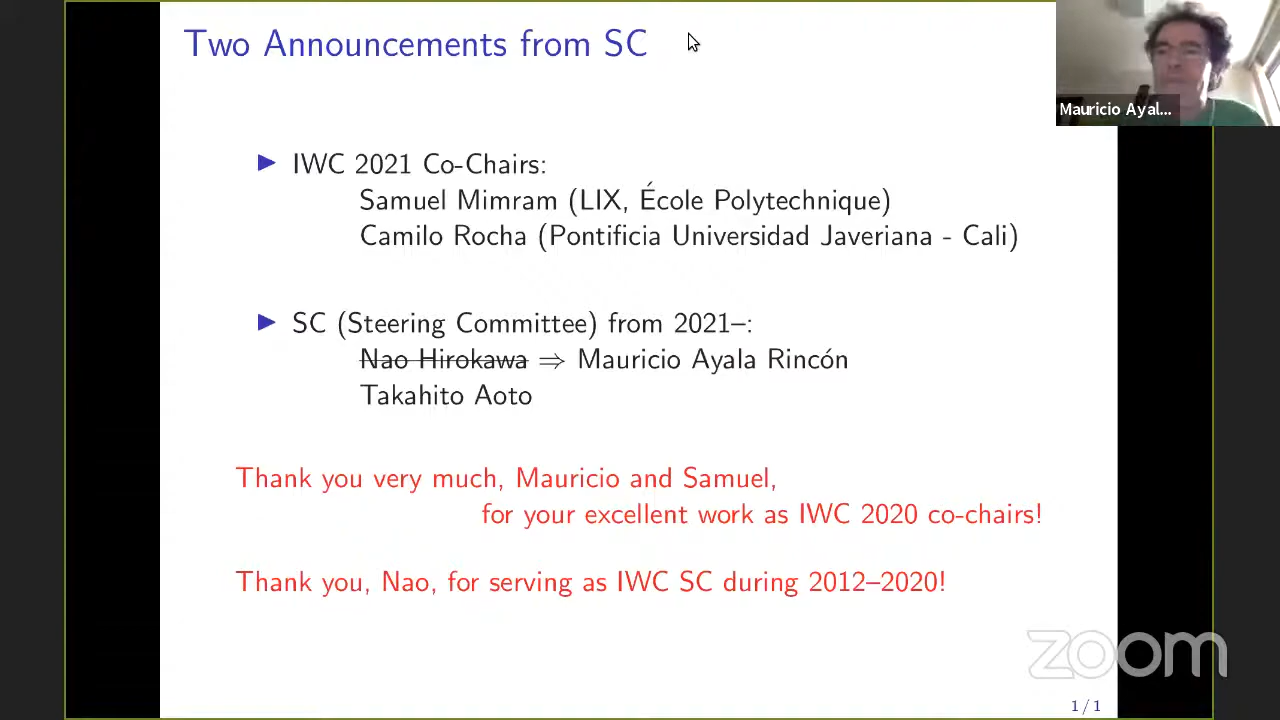 Two Announcements from SC
Mauricio Ayal...
IWC 2021 Co-Chairs:
Samuel Mimram (LIX, École Polytechnique)
Camilo Rocha (Pontificia Universidad Javeriana - Cali)
SC (Steering Committee) from 2021–:
Nao Hirokawa ⇒ Mauricio Ayala Rincón
Takahito Aoto
Thank you very much, Mauricio and Samuel,
for your excellent work as IWC 2020 co-chairs!
Thank you, Nao, for serving as IWC SC during 2012–2020!
zoom
1 / 1